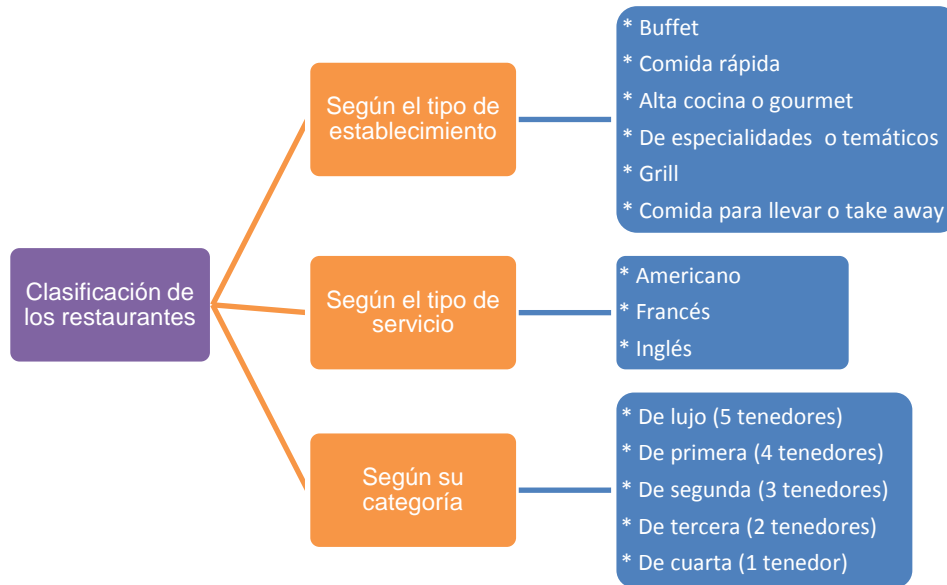 Clasificación de
los restaurantes
Según el tipo de
establecimiento
* Buffet
* Comida rápida
* Alta cocina o gourmet
* De especialidades o temáticos
* Grill
* Comida para llevar o take away
Según el tipo de
servicio
* Americano
* Francés
* Inglés
Según su
categoría
* De lujo (5 tenedores)
* De primera (4 tenedores)
* De segunda (3 tenedores)
* De tercera (2 tenedores)
* De cuarta (1 tenedor)